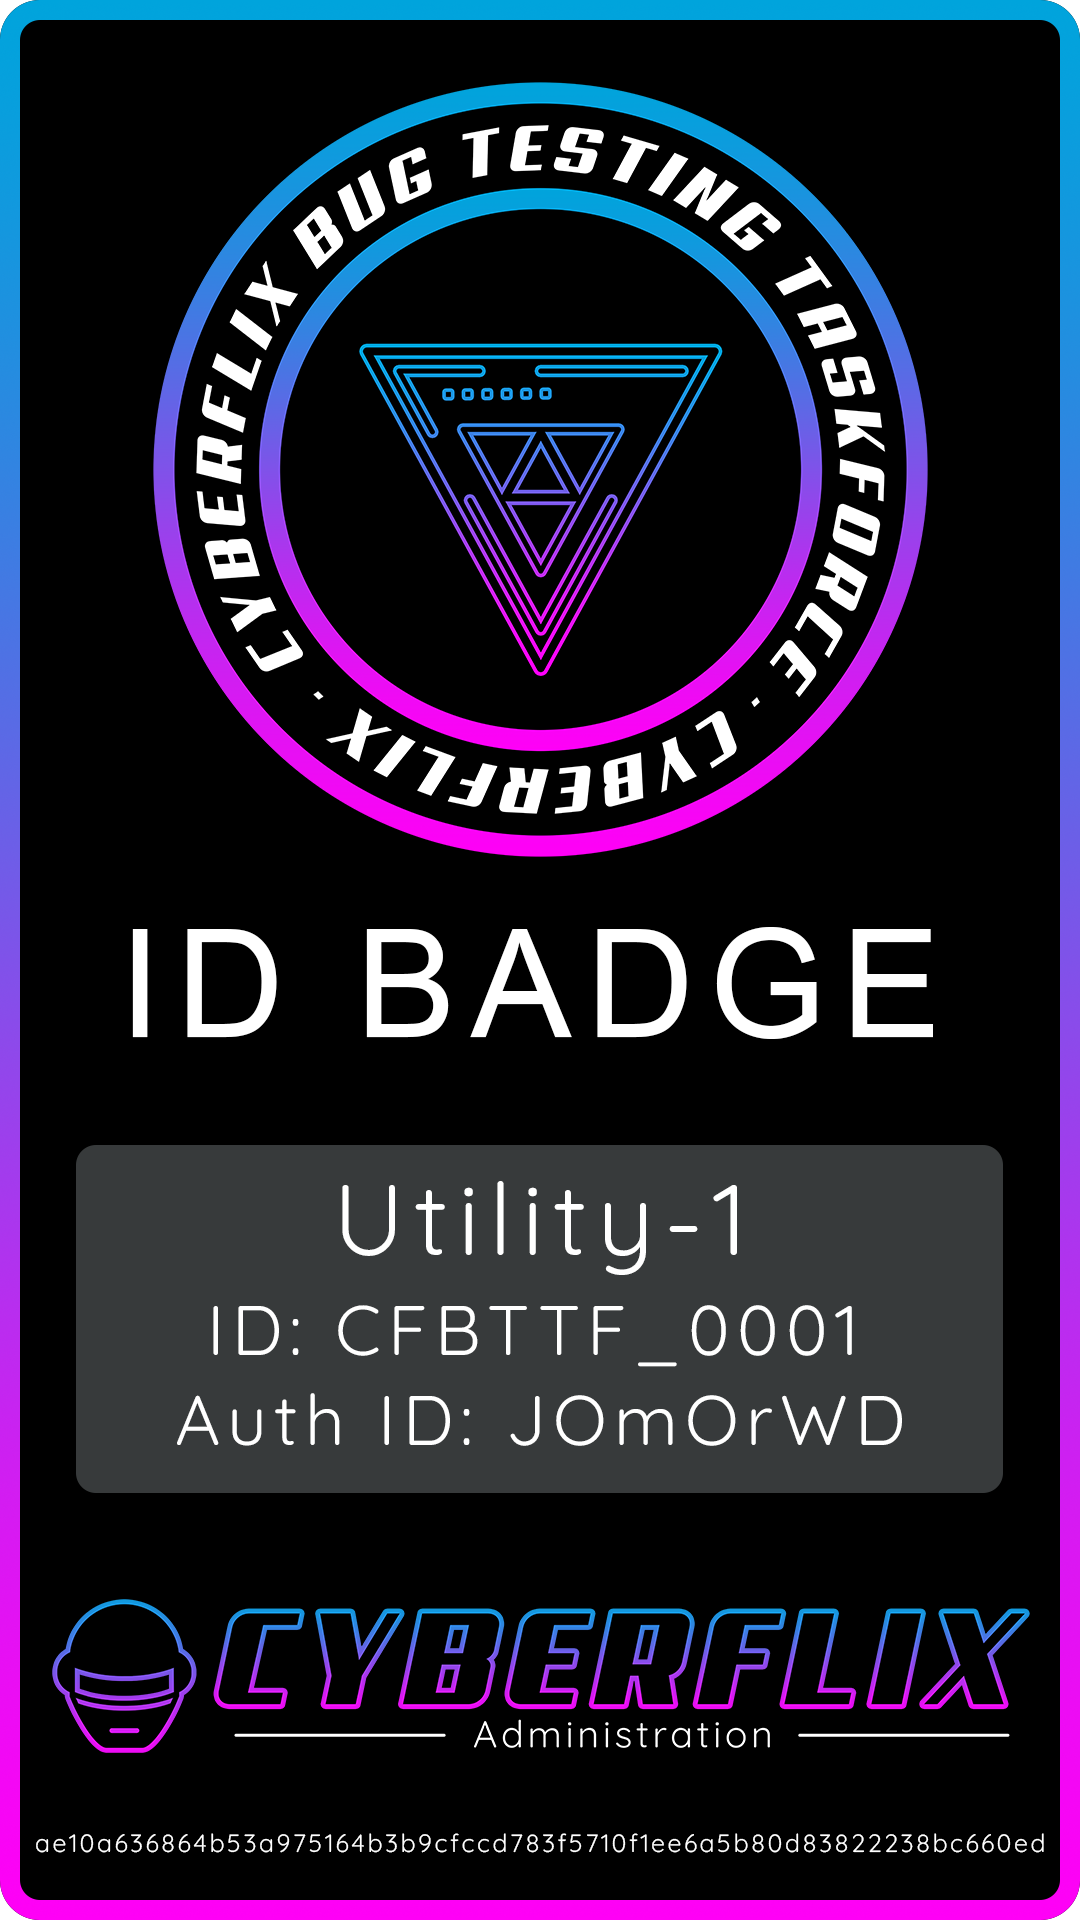 CYBERFLIX BUG TESTING TASKFORCE · CYBERFLIX ·
ID BADGE
Utility-1
ID: CFBTTF_0001
Auth ID: JOmOrWD
CYBERFLIX
Administration
ae10a636864b53a975164b3b9cfccd783f5710f1ee6a5b80d83822238bc660ed